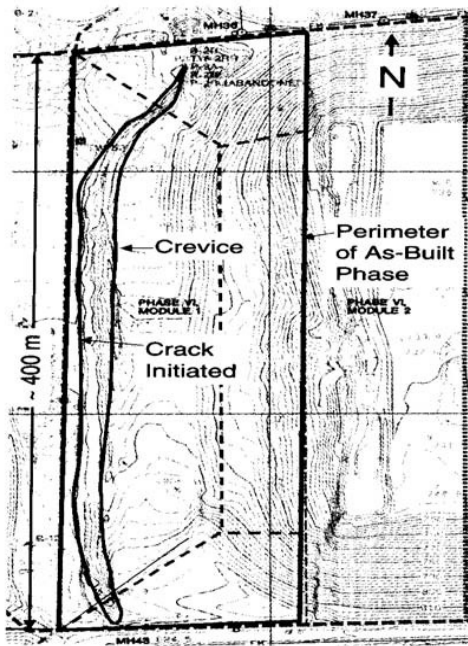 MH36
MH37
N
Crevice
Perimeter
of As-Built
Phase
PHASE VI,
MODULE 1
PHASE VI,
MODULE 2
Crack
Initiated
~ 400 m
MH45